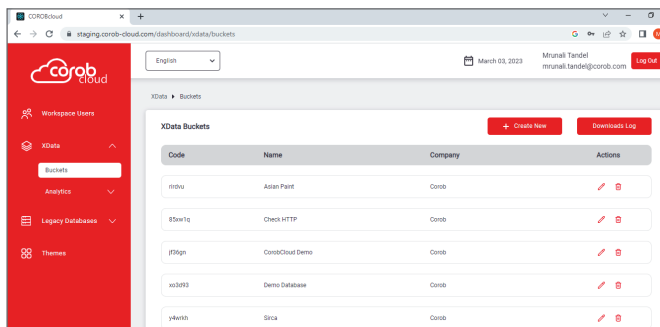 COROBcloud
staging.corob-cloud.com/dashboard/xdata/buckets
corob
cloud
English
March 03, 2023
Mrunali Tandel
mrunali.tandel@corob.com
Log Out
XData Buckets
Workspace Users
XData
Buckets
Analytics
Legacy Databases
Themes
XData Buckets
+ Create New
Downloads Log
Code Name Company Actions
rirdvu Asian Paint Corob
85xw1q Check HTTP Corob
jf36gn CorobCloud Demo Corob
xo3d93 Demo Database Corob
y4wrkh Sirca Corob